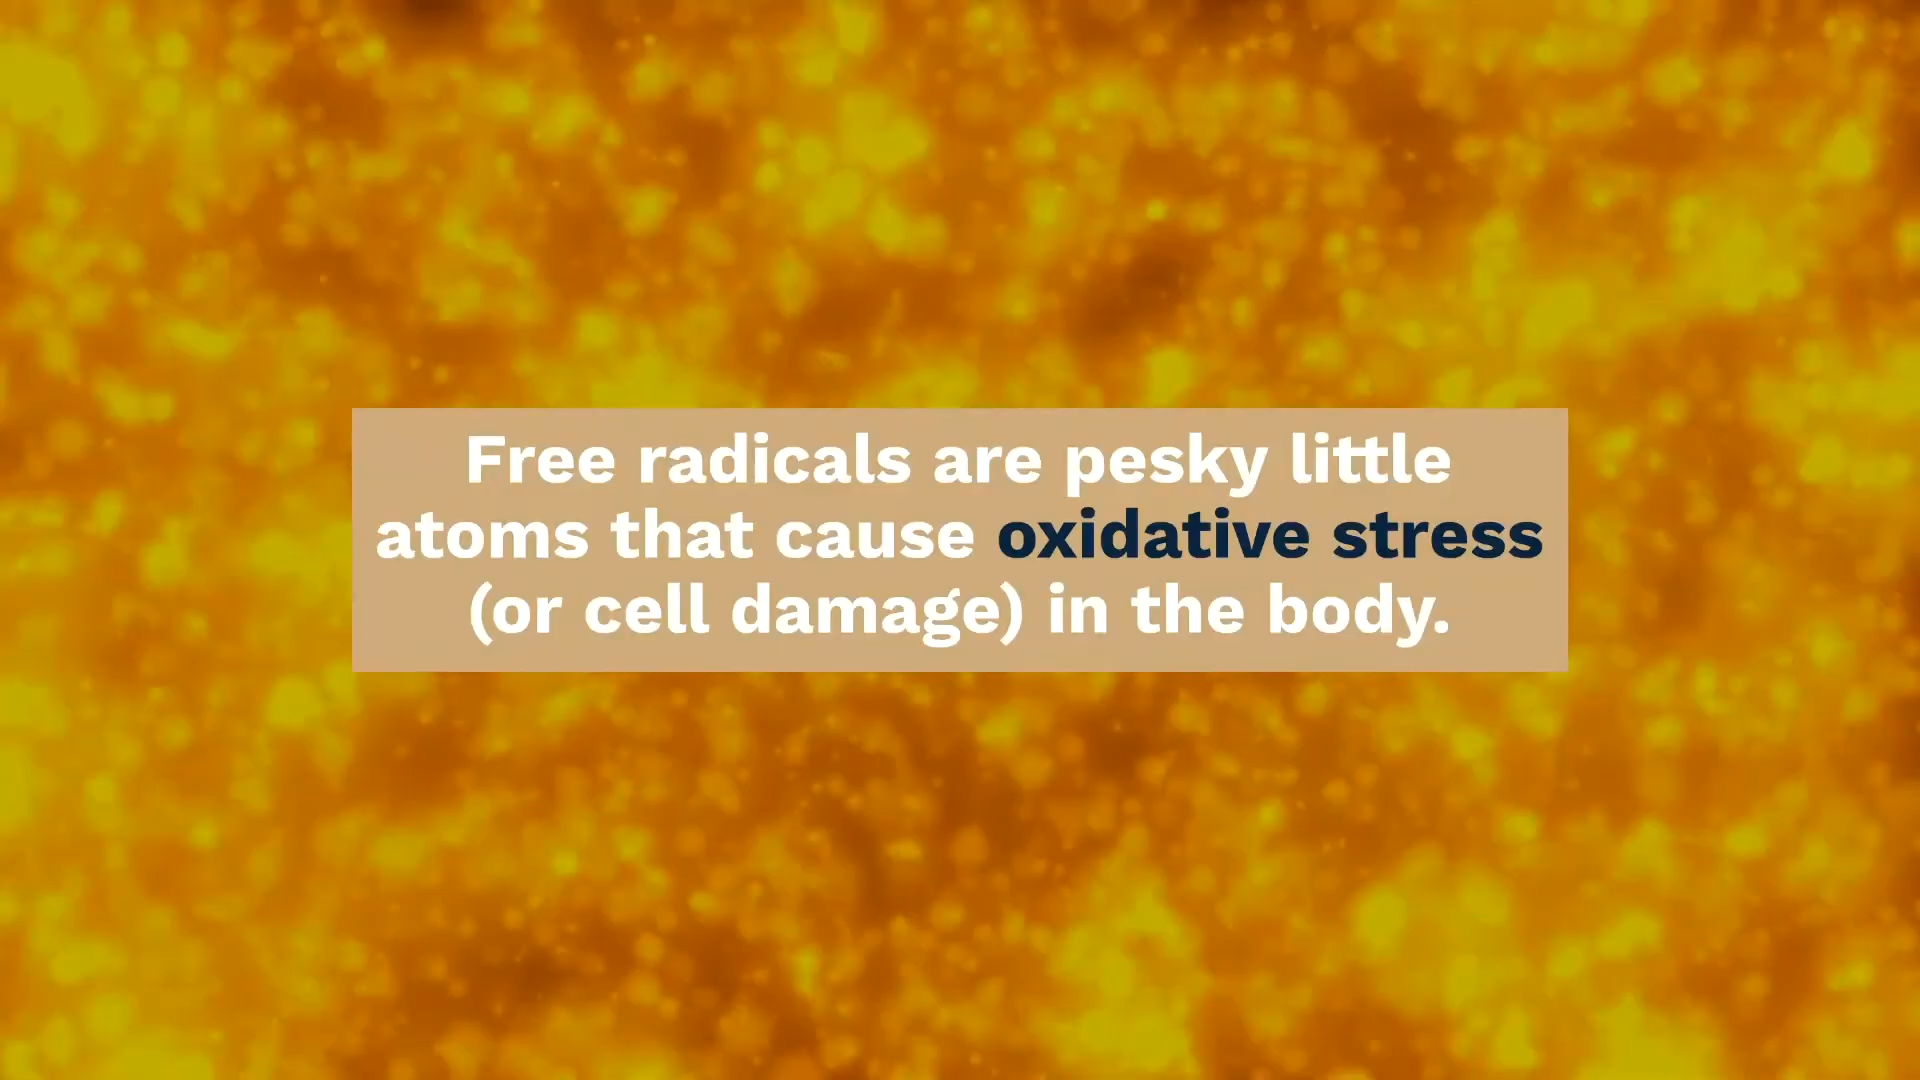 Free radicals are pesky little
atoms that cause oxidative stress
(or cell damage) in the body.